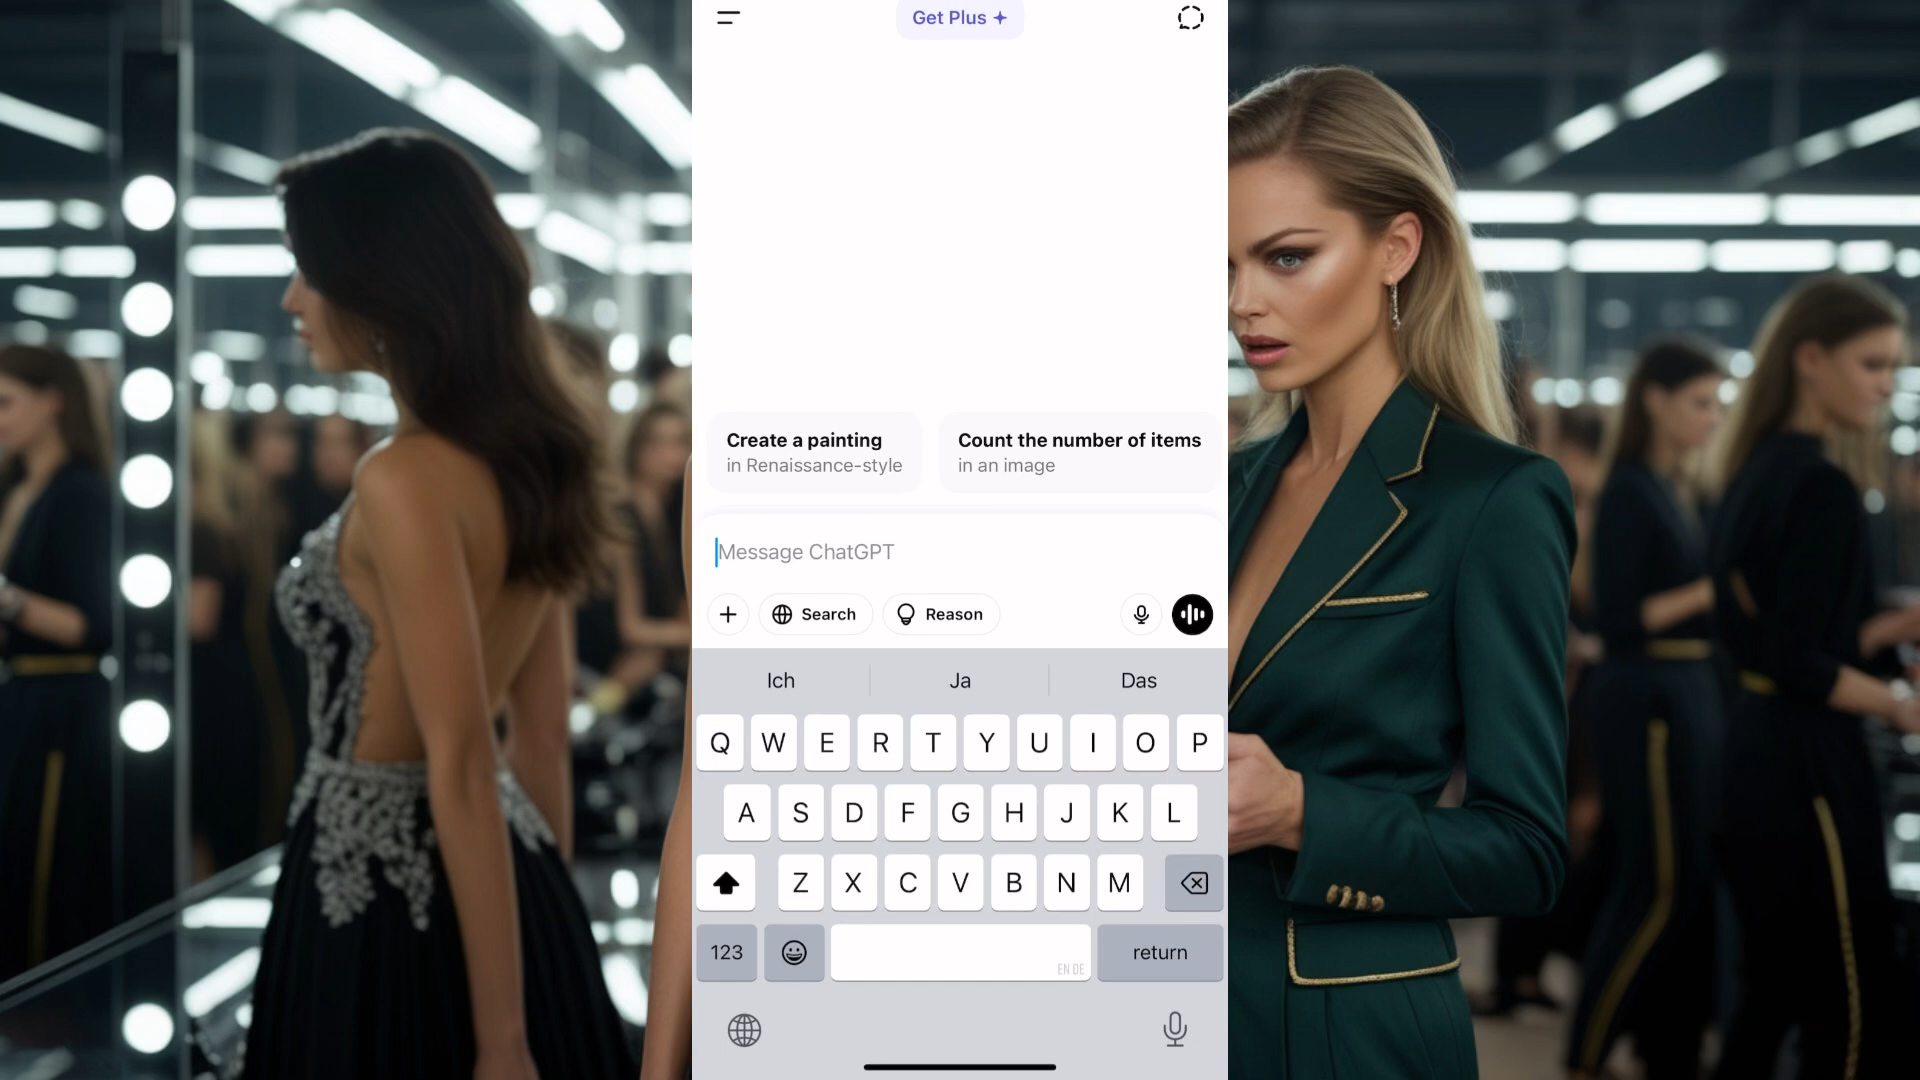 Get Plus
Create a painting
in Renaissance-style
Count the number of items
in an image
Message ChatGPT
Search
Reason
Ich
Ja
Das
Q W E R T Y U I O P
A S D F G H J K L
Z X C V B N M
123
EN DE
return